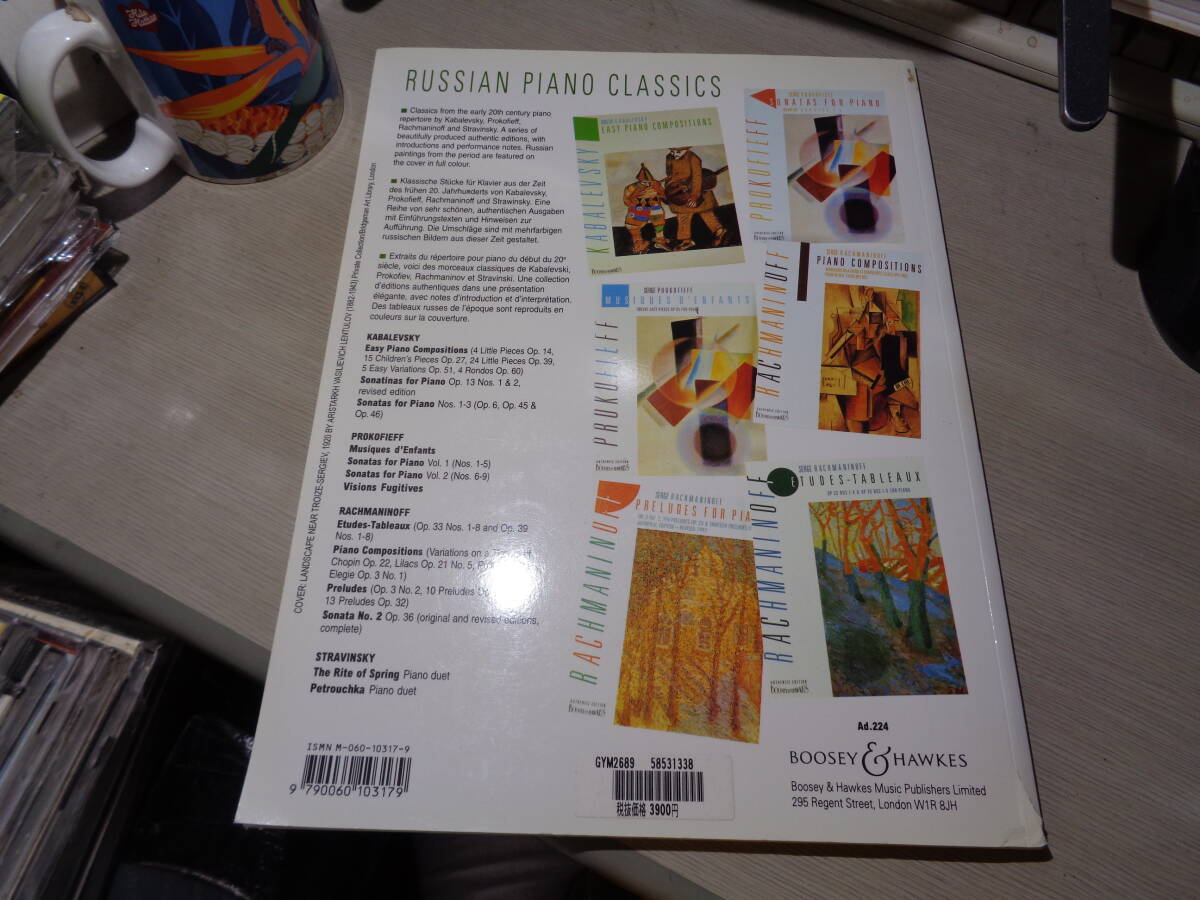 RUSSIAN PIANO CLASSICS
■ Classics from the early 20th century piano
repertoire by Kabalevsky, Prokofieff,
Rachmaninoff and Stravinsky. A series of
beautifully produced authentic editions, with
introductions and performance notes. Russian
paintings from the period are featured on
the cover in full colour.
■ Klassische Stücke für Klavier aus der Zeit
des frühen 20. Jahrhunderts von Kabalevsky,
Prokofieff, Rachmaninoff und Strawinsky. Eine
Reihe von sehr schönen, authentischen Ausgaben
mit Einführungstexten und Hinweisen zur
Aufführung. Die Umschläge sind mit mehrfarbigen
russischen Bildern aus dieser Zeit gestaltet.
■ Extraits du répertoire pour piano du début du 20e
siècle, voici des morceaux classiques de Kabalevski,
Prokofiev, Rachmaninov et Stravinski. Une collection
d'éditions authentiques dans une présentation
élégante, avec notes d'introduction et d'interprétation.
Des tableaux russes de l'époque sont reproduits en
couleurs sur la couverture.
KABALEVSKY
Easy Piano Compositions (4 Little Pieces Op. 14,
15 Children's Pieces Op. 27, 24 Little Pieces Op. 39,
5 Easy Variations Op. 51, 4 Rondos Op. 60)
Sonatinas for Piano Op. 13 Nos. 1 & 2,
revised edition
Sonatas for Piano Nos. 1-3 (Op. 6, Op. 45 &
Op. 46)
PROKOFIEFF
Musiques d'Enfants
Sonatas for Piano Vol. 1 (Nos. 1-5)
Sonatas for Piano Vol. 2 (Nos. 6-9)
Visions Fugitives
RACHMANINOFF
Etudes-Tableaux (Op. 33 Nos. 1-8 and Op. 39
Nos. 1-8)
Piano Compositions (Variations on a
Chopin Op. 22, Lilacs Op. 21 No. 5,
Elegie Op. 3 No. 1)
Preludes (Op. 3 No. 2, 10 Preludes
13 Preludes Op. 32)
Sonata No. 2 Op. 36 (original and revised editions,
complete)
STRAVINSKY
The Rite of Spring Piano duet
Petrouchka Piano duet
COVER: LANDSCAPE NEAR TROIZE-SERGIEV, 1920 BY ARISTARKH VASILIEVICH LENTULOV (1882-1943) Private Collection/Bridgeman Art Library, London
EASY PIANO COMPOSITIONS
KABALEVSKY
SONATAS FOR PIANO
PROKOFIEFF
SERGE PROKOFIEFF
MUSIQUES D'ENFANTS
PROKOFIEFF
SERGE RACHMANINOFF
PIANO COMPOSITIONS
RACHMANINOFF
SERGE RACHMANINOFF
PRELUDES FOR PIA
RACHMANINOFF
SERGE RACHMANINOFF
ETUDES-TABLEAUX
RACHMANINOFF
ISMN M-060-10317-9
9 790060 103179
GYM2689 58531338
税抜価格 3900円
Ad.224
BOOSEY & HAWKES
Boosey & Hawkes Music Publishers Limited
295 Regent Street, London W1R 8JH